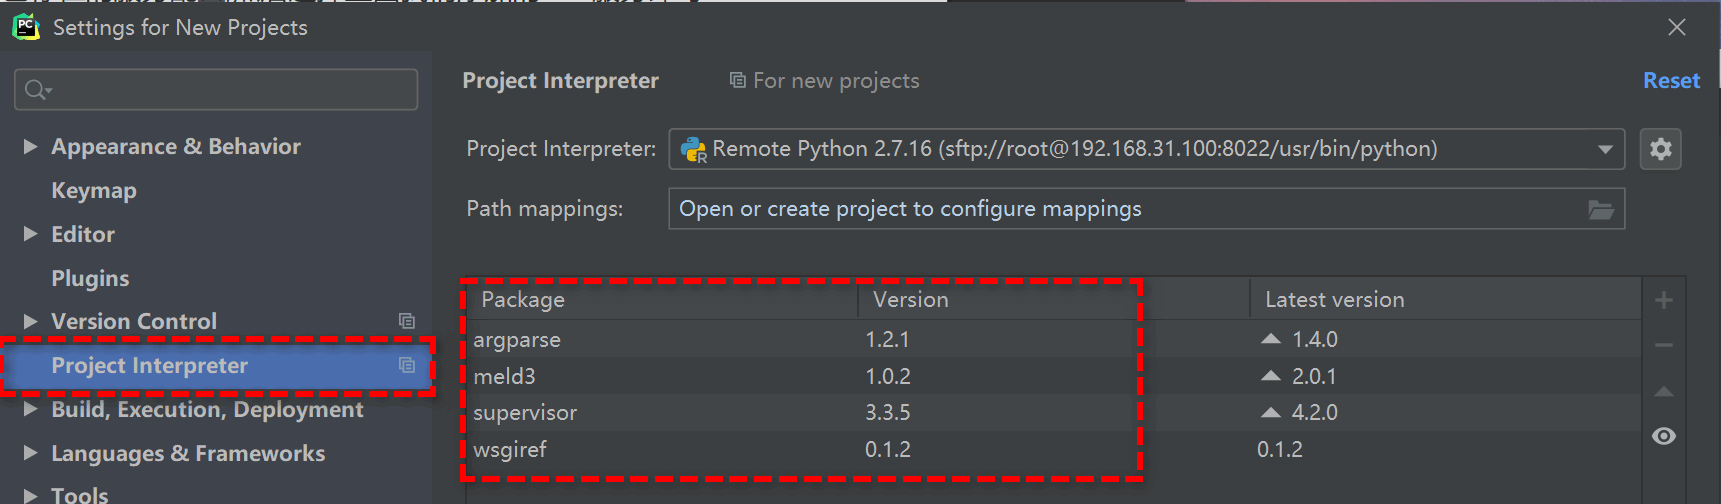 PC
Settings for New Projects
Project Interpreter
For new projects
Reset
Appearance & Behavior
Keymap
Editor
Plugins
Version Control
Project Interpreter
Build, Execution, Deployment
Languages & Frameworks
Tools
Project Interpreter: Remote Python 2.7.16 (sftp://root@192.168.31.100:8022/usr/bin/python)
Path mappings: Open or create project to configure mappings
Package Version Latest version
argparse 1.2.1 1.4.0
meld3 1.0.2 2.0.1
supervisor 3.3.5 4.2.0
wsgiref 0.1.2 0.1.2